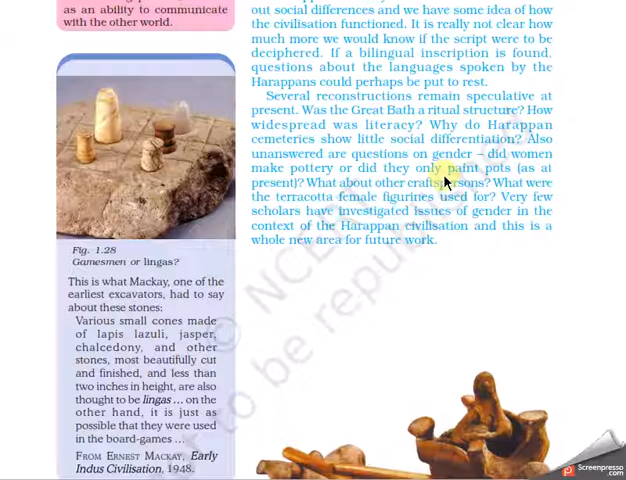 as an ability to communicate
with the other world.
Fig. 1.28
Gamesmen or lingas?
This is what Mackay, one of the
earliest excavators, had to say
about these stones:
Various small cones made
of lapis lazuli, jasper,
chalcedony, and other
stones, most beautifully cut
and finished, and less than
two inches in height, are also
thought to be lingas ... on the
other hand, it is just as
possible that they were used
in the board-games ...
FROM ERNEST MACKAY, Early
Indus Civilisation, 1948.
out social differences and we have some idea of how
the civilisation functioned. It is really not clear how
much more we would know if the script were to be
deciphered. If a bilingual inscription is found,
questions about the languages spoken by the
Harappans could perhaps be put to rest.
Several reconstructions remain speculative at
present. Was the Great Bath a ritual structure? How
widespread was literacy? Why do Harappan
cemeteries show little social differentiation? Also
unanswered are questions on gender – did women
make pottery or did they only paint pots (as at
present)? What about other craftspersons? What were
the terracotta female figurines used for? Very few
scholars have investigated issues of gender in the
context of the Harappan civilisation and this is a
whole new area for future work.
© NCERT
not to be republished
Screenpresso
.com